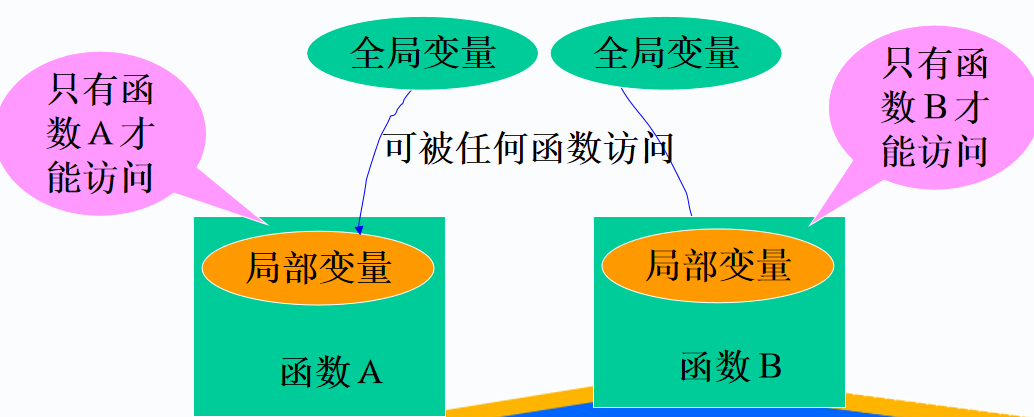 全局变量
全局变量
只有函
数A才
能访问
可被任何函数访问
只有函
数B才
能访问
局部变量
函数A
局部变量
函数B